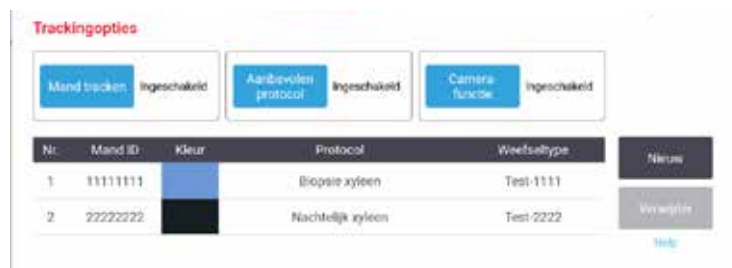 Trackingopties
Mand tracken Ingeschakeld Aanbevolen protocol Ingeschakeld Camera functie Ingeschakeld
Nr. Mand ID Kleur Protocol Weefseltype
1 11111111 Biopsie xyleen Test-1111
2 22222222 Nachtelijk xyleen Test-2222
Nieuw
Verwijder
Help